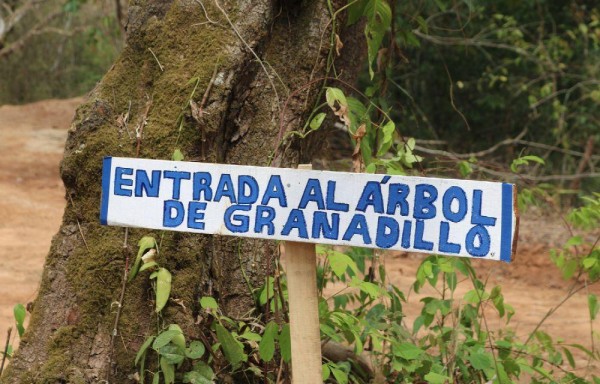 ENTRADA AL ÁRBOL
DE GRANADILLO